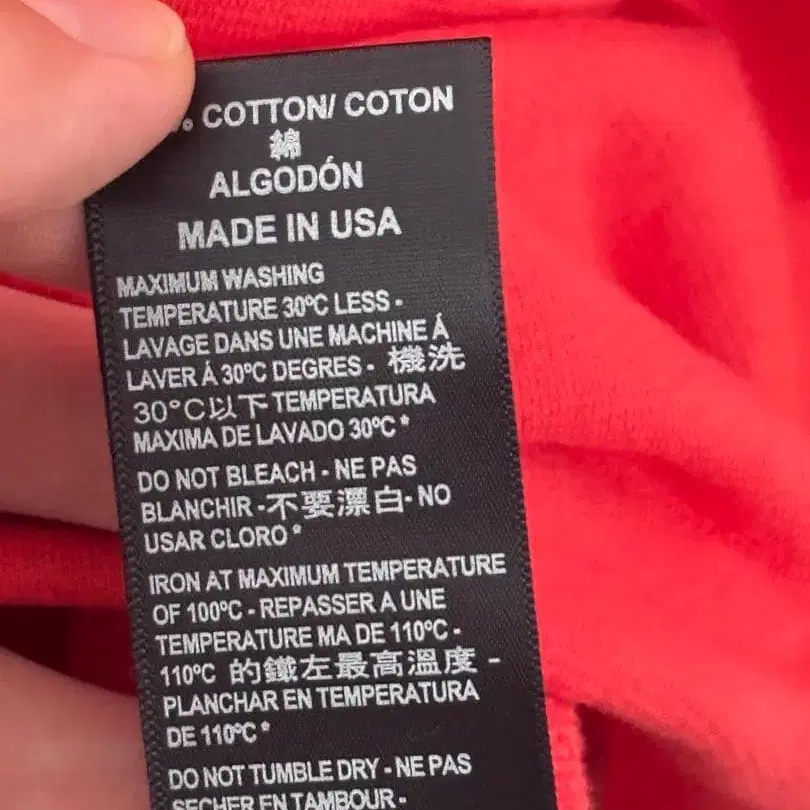 COTTON/ COTON
綿
ALGODÓN
MADE IN USA
MAXIMUM WASHING
TEMPERATURE 30ºC LESS -
LAVAGE DANS UNE MACHINE Á
LAVER Á 30ºC DEGRES - 機洗
30°C以下 TEMPERATURA
MAXIMA DE LAVADO 30ºC *
DO NOT BLEACH - NE PAS
BLANCHIR -不要漂白- NO
USAR CLORO *
IRON AT MAXIMUM TEMPERATURE
OF 100ºC - REPASSER A UNE
TEMPERATURE MA DE 110ºC -
110ºC 的鐵左最高溫度 -
PLANCHAR EN TEMPERATURA
DE 110ºC *
DO NOT TUMBLE DRY - NE PAS
SECHER EN TAMBOUR -